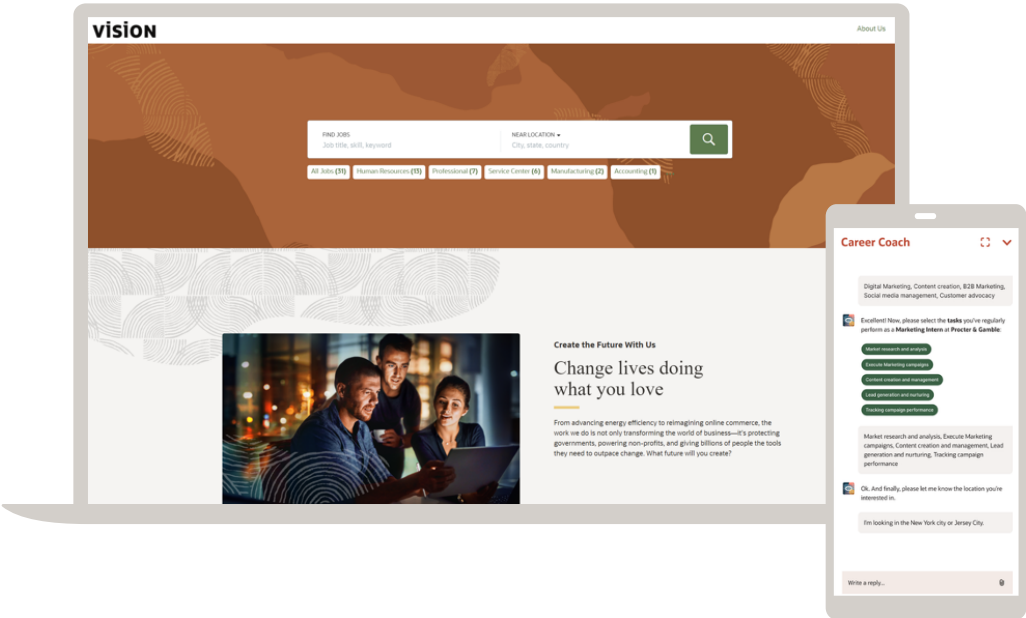 vision
About Us
FIND JOBS
Job title, skill, keyword
NEAR LOCATION
City, state, country
All Jobs (31) Human Resources (13) Professional (7) Service Center (6) Manufacturing (2) Accounting (1)
Create the Future With Us
Change lives doing
what you love
From advancing energy efficiency to reimagining online commerce, the
work we do is not only transforming the world of business—it's protecting
governments, powering non-profits, and giving billions of people the tools
they need to outpace change. What future will you create?
Career Coach
Digital Marketing, Content creation, B2B Marketing,
Social media management, Customer advocacy
Excellent! Now, please select the tasks you've regularly
perform as a Marketing Intern at Procter & Gamble:
Market research and analysis
Execute Marketing campaigns
Content creation and management
Lead generation and nurturing
Tracking campaign performance
Market research and analysis, Execute Marketing
campaigns, Content creation and management, Lead
generation and nurturing, Tracking campaign
performance
Ok. And finally, please let me know the location you're
interested in.
I'm looking in the New York city or Jersey City.
Write a reply...